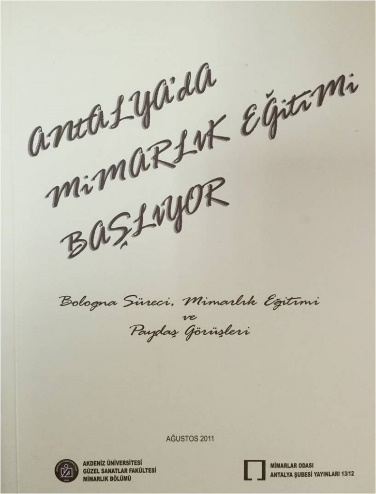 ANTALYA'da
MiMARLıK EĞiTiMi
BAŞLıYOR
Bologna Süreci, Mimarlık Eğitimi
ve
Paydaş Görüşleri
AĞUSTOS 2011
AKDENİZ ÜNİVERSİTESİ
GÜZEL SANATLAR FAKÜLTESİ
MİMARLIK BÖLÜMÜ
MİMARLAR ODASI
ANTALYA ŞUBESİ YAYINLARI 13/12